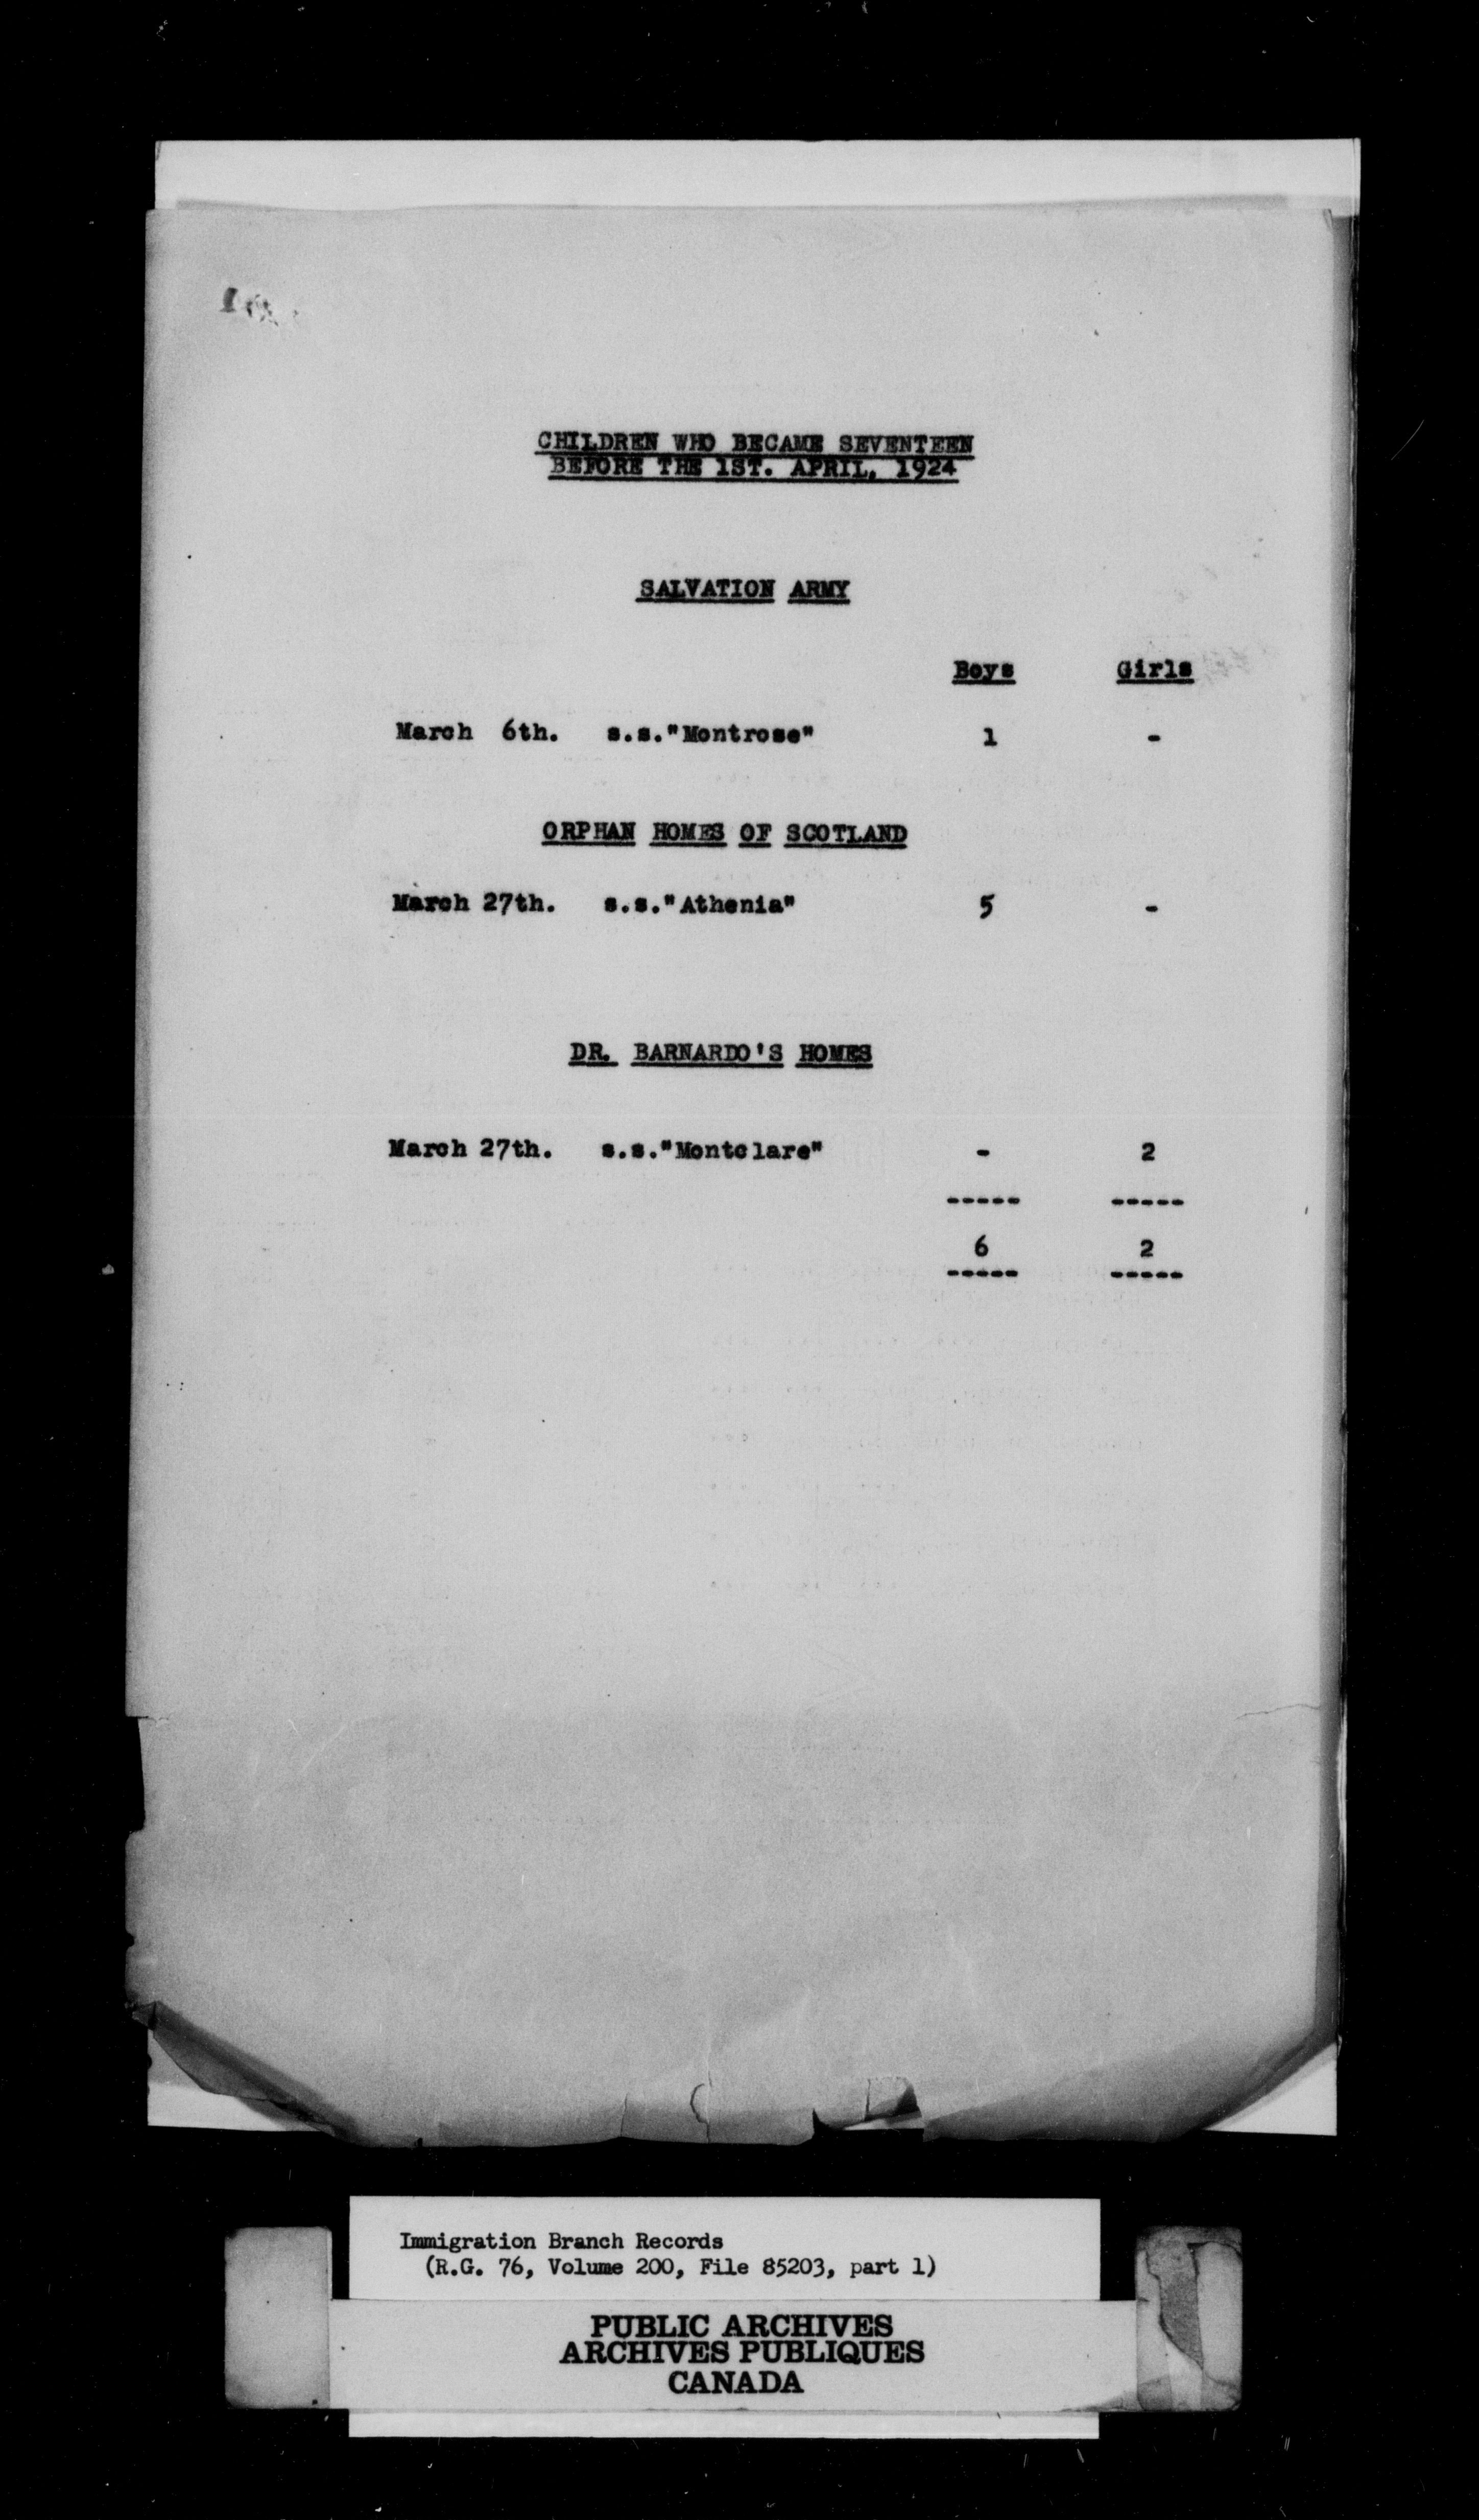 CHILDREN WHO BECAME SEVENTEEN
BEFORE THE 1ST. APRIL, 1924
SALVATION ARMY
Boys Girls
March 6th. s.s."Montrose" 1 -
ORPHAN HOMES OF SCOTLAND
March 27th. s.s."Athenia" 5 -
DR. BARNARDO'S HOMES
March 27th. s.s."Montclare" - 2
----- -----
6 2
----- -----
Immigration Branch Records
(R.G. 76, Volume 200, File 85203, part 1)
PUBLIC ARCHIVES
ARCHIVES PUBLIQUES
CANADA